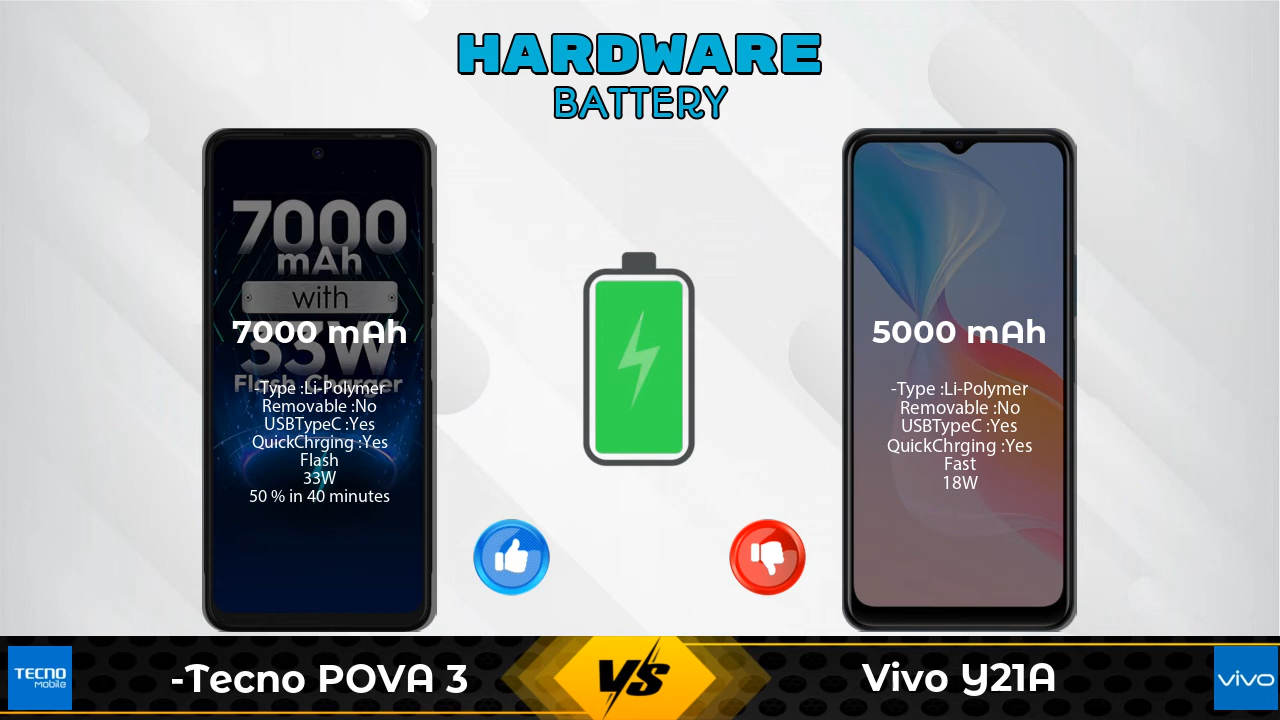 HARDWARE
BATTERY
7000
mAh
with
33W
Flash Charger
7000 mAh
-Type :Li-Polymer
Removable :No
USBTypeC :Yes
QuickChrging :Yes
Flash
33W
50 % in 40 minutes
5000 mAh
-Type :Li-Polymer
Removable :No
USBTypeC :Yes
QuickChrging :Yes
Fast
18W
TECNO
mobile
-Tecno POVA 3
VS
Vivo Y21A
vivo